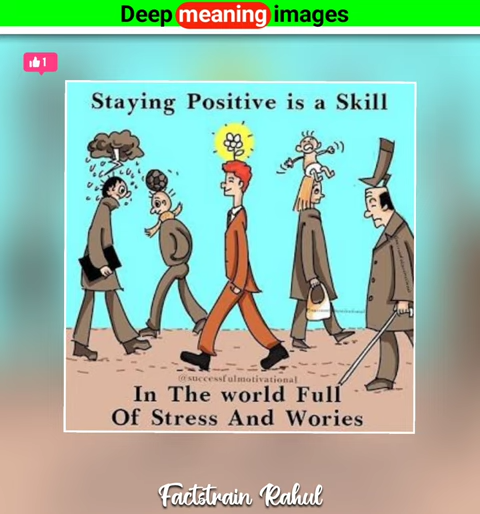 Deep meaning images
1
Staying Positive is a Skill
@successfulmotivational
In The world Full
Of Stress And Wories
Factstrain Rahul